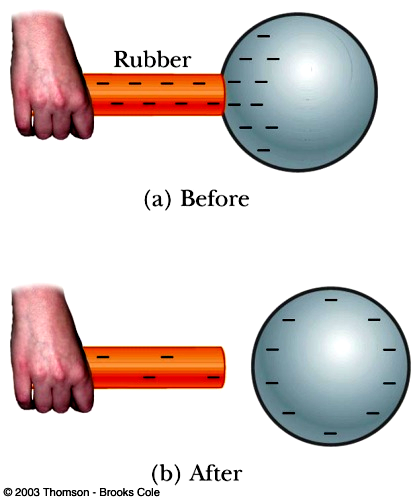 Rubber
(a) Before
(b) After
© 2003 Thomson - Brooks Cole